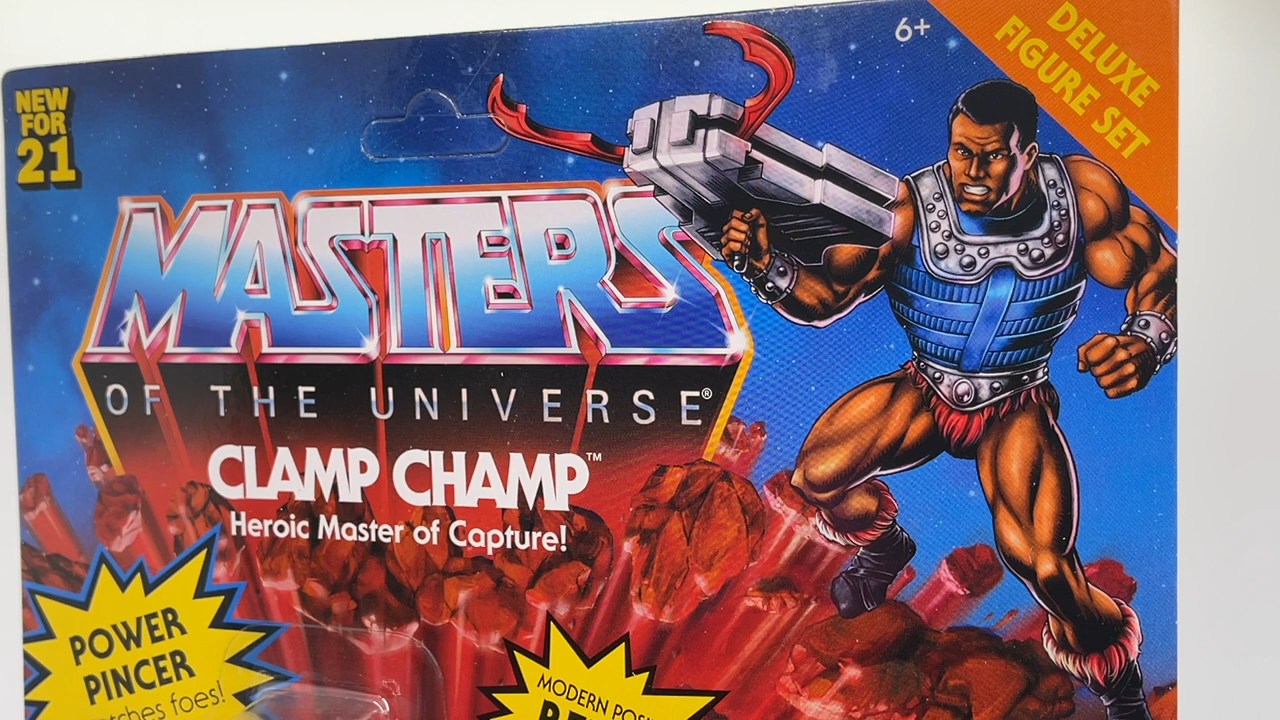 6+
DELUXE
FIGURE SET
NEW
FOR
21
MASTERS
OF THE UNIVERSE®
CLAMP CHAMP™
Heroic Master of Capture!
POWER
PINCER
foes!
MODERN